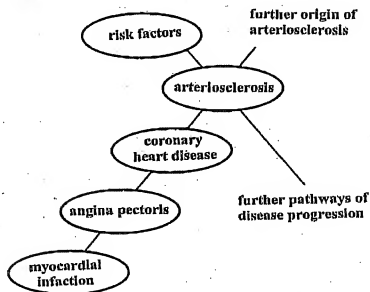 further origin of
arteriosclerosis
risk factors
arteriosclerosis
coronary
heart disease
further pathways of
disease progression
angina pectoris
myocardial
infaction